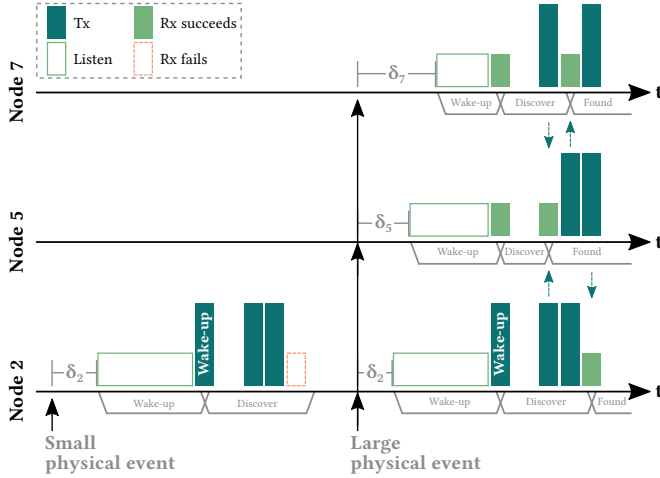 Tx
Rx succeeds
Listen
Rx fails
Node 7
δ7
t
Wake-up
Discover
Found
Node 5
δ5
t
Wake-up
Discover
Found
Node 2
δ2
Wake-up
δ2
Wake-up
t
Wake-up
Discover
Wake-up
Discover
Found
Small
physical event
Large
physical event